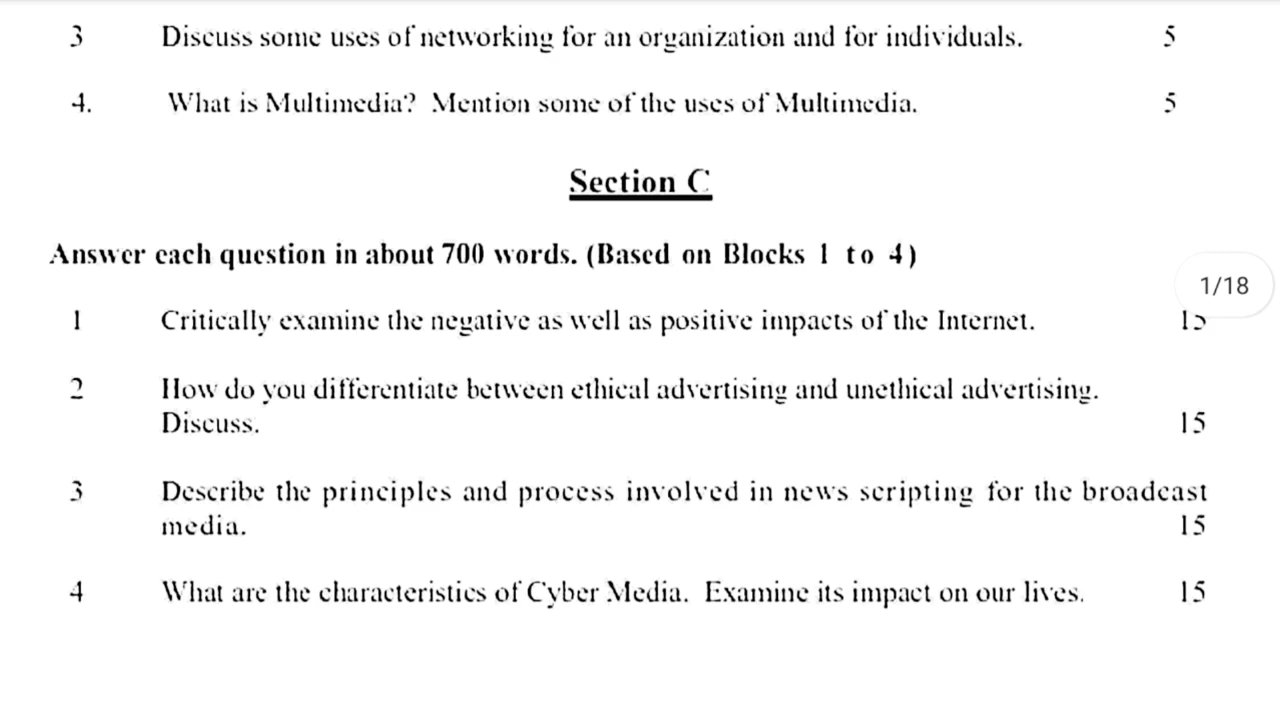 3 Discuss some uses of networking for an organization and for individuals. 5
4. What is Multimedia? Mention some of the uses of Multimedia. 5
Section C
Answer each question in about 700 words. (Based on Blocks 1 to 4)
1/18
1 Critically examine the negative as well as positive impacts of the Internet. 15
2 How do you differentiate between ethical advertising and unethical advertising.
Discuss. 15
3 Describe the principles and process involved in news scripting for the broadcast
media. 15
4 What are the characteristics of Cyber Media. Examine its impact on our lives. 15